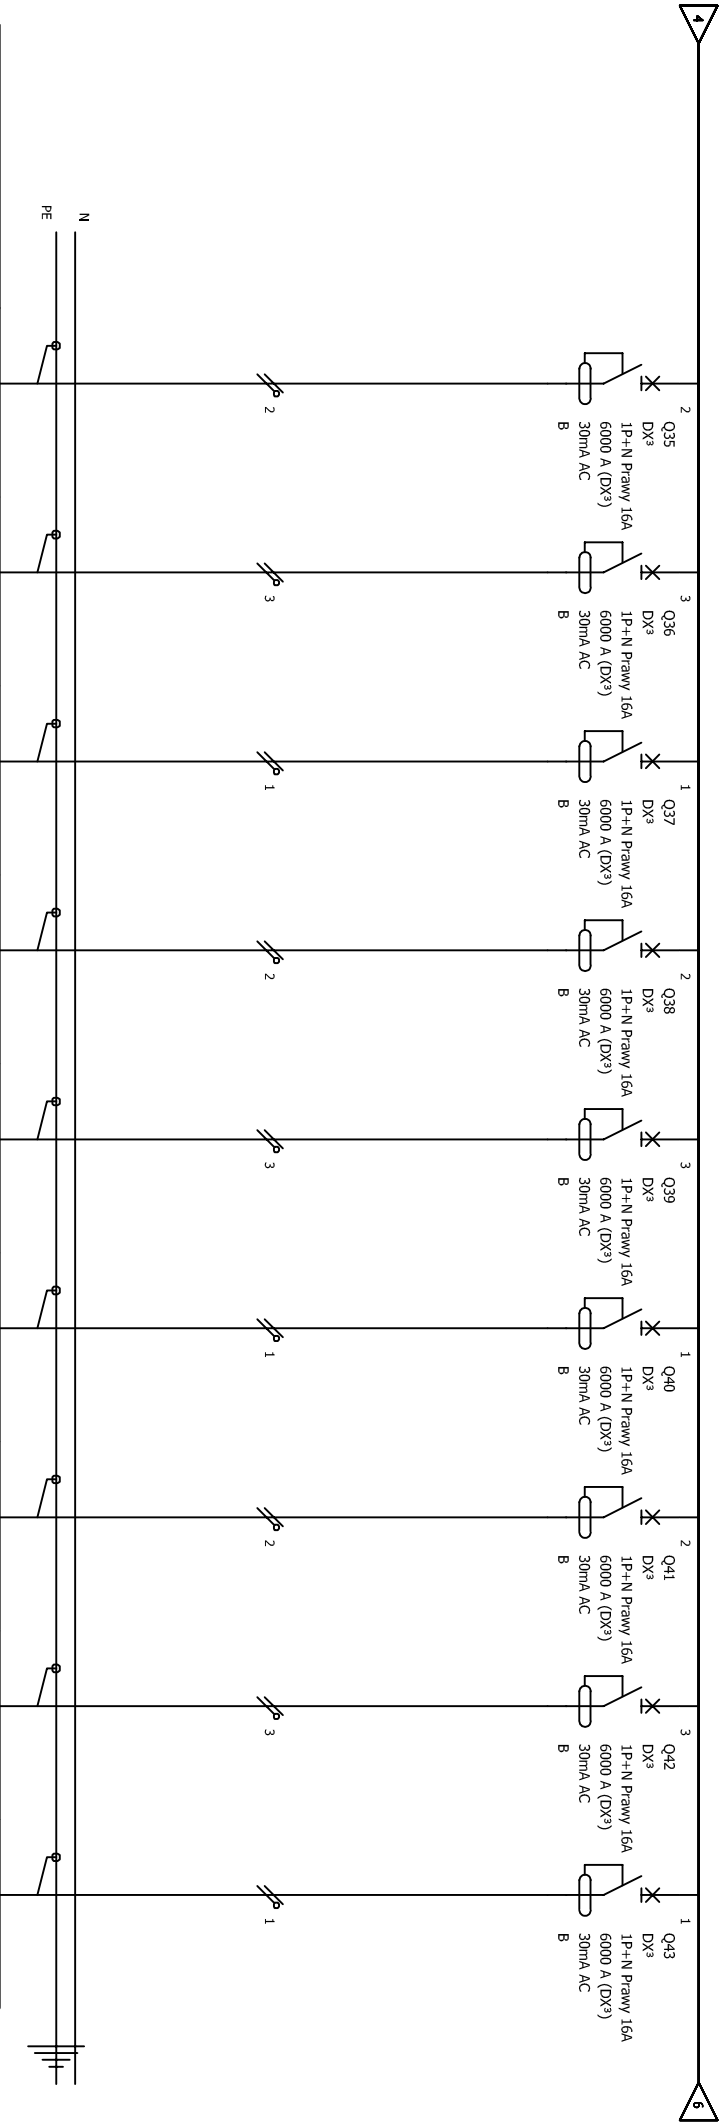 4
2
Q35
DX³
1P+N Prawy 16A
6000 A (DX³)
30mA AC
B
3
Q36
DX³
1P+N Prawy 16A
6000 A (DX³)
30mA AC
B
1
Q37
DX³
1P+N Prawy 16A
6000 A (DX³)
30mA AC
B
2
Q38
DX³
1P+N Prawy 16A
6000 A (DX³)
30mA AC
B
3
Q39
DX³
1P+N Prawy 16A
6000 A (DX³)
30mA AC
B
1
Q40
DX³
1P+N Prawy 16A
6000 A (DX³)
30mA AC
B
2
Q41
DX³
1P+N Prawy 16A
6000 A (DX³)
30mA AC
B
3
Q42
DX³
1P+N Prawy 16A
6000 A (DX³)
30mA AC
B
1
Q43
DX³
1P+N Prawy 16A
6000 A (DX³)
30mA AC
B
6
2
3
1
2
3
1
2
3
1
N
PE